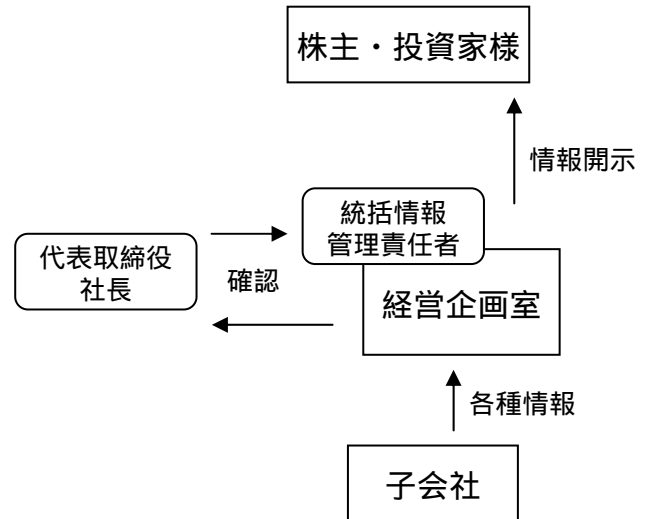 株主・投資家様
情報開示
統括情報
管理責任者
代表取締役
社長
確認
経営企画室
各種情報
子会社